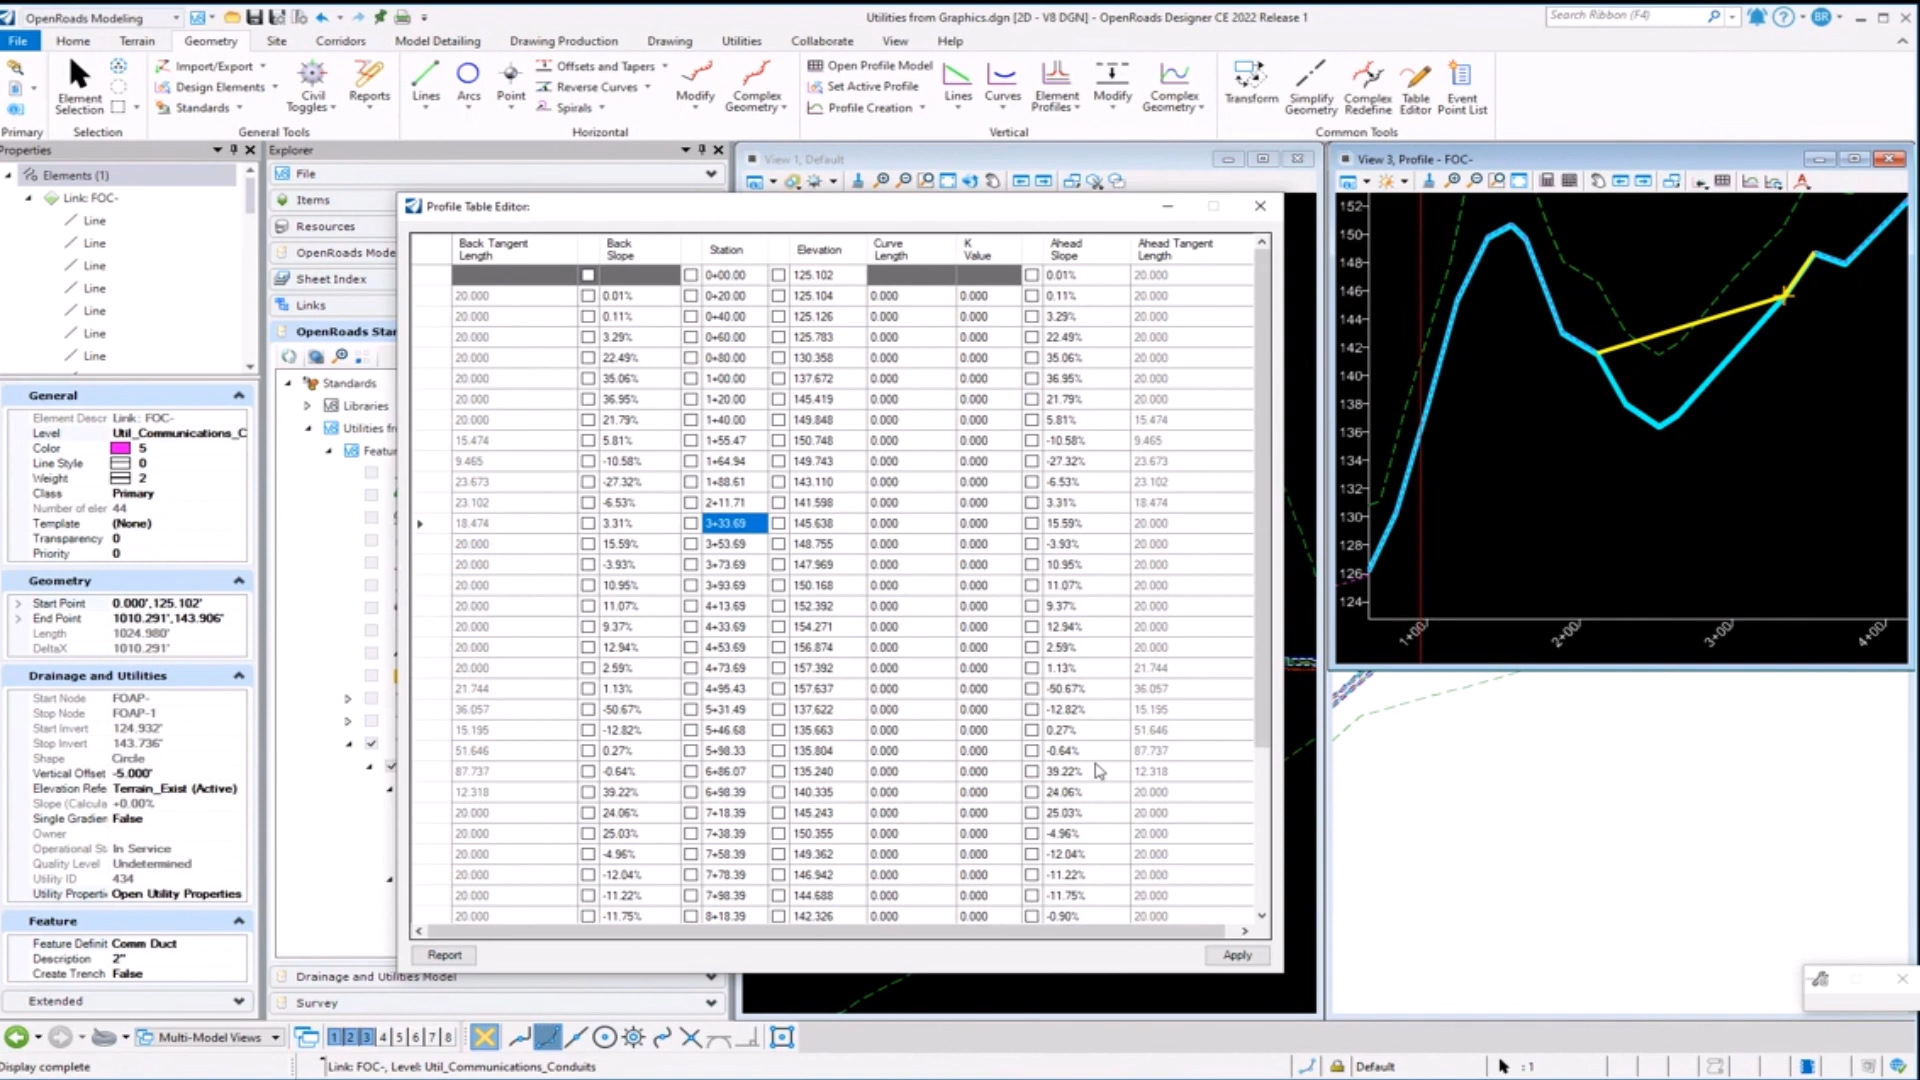 OpenRoads Modeling
Utilities from Graphics.dgn [2D - V8 DGN] - OpenRoads Designer CE 2022 Release 1
Search Ribbon (F4)
BR
File Home Terrain Geometry Site Corridors Model Detailing Drawing Production Drawing Utilities Collaborate View Help
Element Selection
Import/Export
Design Elements
Standards
Civil Toggles
Reports
Lines
Arcs
Point
Offsets and Tapers
Reverse Curves
Spirals
Modify
Complex Geometry
Open Profile Model
Set Active Profile
Profile Creation
Lines
Curves
Element Profiles
Modify
Complex Geometry
Transform
Simplify Geometry
Complex Redefine
Table Editor
Event Point List
Primary Selection General Tools Horizontal Vertical Common Tools
Properties
Elements (1)
Link: FOC-
Line
Line
Line
Line
Line
Line
Line
General
Element Descr Link: FOC-
Level Util_Communications_C
Color 5
Line Style 0
Weight 2
Class Primary
Number of eler 44
Template (None)
Transparency 0
Priority 0
Geometry
Start Point 0.000',125.102'
End Point 1010.291',143.906'
Length 1024.980'
DeltaX 1010.291'
Drainage and Utilities
Start Node FOAP-
Stop Node FOAP-1
Start Invert 124.932'
Stop Invert 143.736'
Shape Circle
Vertical Offset -5.000'
Elevation Refe Terrain_Exist (Active)
Slope (Calcula +0.00%
Single Gradien False
Owner
Operational St In Service
Quality Level Undetermined
Utility ID 434
Utility Properti Open Utility Properties
Feature
Feature Definit Comm Duct
Description 2"
Create Trench False
Extended
Explorer
File
Items
Resources
OpenRoads Mode
Sheet Index
Links
OpenRoads Star
Standards
Libraries
Utilities fr
Featur
Drainage and Utilities Model
Survey
View 1, Default
Profile Table Editor:
Back Tangent Length Back Slope Station Elevation Curve Length K Value Ahead Slope Ahead Tangent Length
0+00.00 125.102 0.01% 20.000
20.000 0.01% 0+20.00 125.104 0.000 0.000 0.11% 20.000
20.000 0.11% 0+40.00 125.126 0.000 0.000 3.29% 20.000
20.000 3.29% 0+60.00 125.783 0.000 0.000 22.49% 20.000
20.000 22.49% 0+80.00 130.358 0.000 0.000 35.06% 20.000
20.000 35.06% 1+00.00 137.672 0.000 0.000 36.95% 20.000
20.000 36.95% 1+20.00 145.419 0.000 0.000 21.79% 20.000
20.000 21.79% 1+40.00 149.848 0.000 0.000 5.81% 15.474
15.474 5.81% 1+55.47 150.748 0.000 0.000 -10.58% 9.465
9.465 -10.58% 1+64.94 149.743 0.000 0.000 -27.32% 23.673
23.673 -27.32% 1+88.61 143.110 0.000 0.000 -6.53% 23.102
23.102 -6.53% 2+11.71 141.598 0.000 0.000 3.31% 18.474
18.474 3.31% 3+33.69 145.638 0.000 0.000 15.59% 20.000
20.000 15.59% 3+53.69 148.755 0.000 0.000 -3.93% 20.000
20.000 -3.93% 3+73.69 147.969 0.000 0.000 10.95% 20.000
20.000 10.95% 3+93.69 150.168 0.000 0.000 11.07% 20.000
20.000 11.07% 4+13.69 152.392 0.000 0.000 9.37% 20.000
20.000 9.37% 4+33.69 154.271 0.000 0.000 12.94% 20.000
20.000 12.94% 4+53.69 156.874 0.000 0.000 2.59% 20.000
20.000 2.59% 4+73.69 157.392 0.000 0.000 1.13% 21.744
21.744 1.13% 4+95.43 157.637 0.000 0.000 -50.67% 36.057
36.057 -50.67% 5+31.49 137.622 0.000 0.000 -12.82% 15.195
15.195 -12.82% 5+46.68 135.663 0.000 0.000 0.27% 51.646
51.646 0.27% 5+98.33 135.804 0.000 0.000 -0.64% 87.737
87.737 -0.64% 6+86.07 135.240 0.000 0.000 39.22% 12.318
12.318 39.22% 6+98.39 140.335 0.000 0.000 24.06% 20.000
20.000 24.06% 7+18.39 145.243 0.000 0.000 25.03% 20.000
20.000 25.03% 7+38.39 150.355 0.000 0.000 -4.96% 20.000
20.000 -4.96% 7+58.39 149.362 0.000 0.000 -12.04% 20.000
20.000 -12.04% 7+78.39 146.942 0.000 0.000 -11.22% 20.000
20.000 -11.22% 7+98.39 144.688 0.000 0.000 -11.75% 20.000
20.000 -11.75% 8+18.39 142.326 0.000 0.000 -0.90% 20.000
Report Apply
View 3, Profile - FOC-
152
150
148
146
144
142
140
138
136
134
132
130
128
126
124
1+00 2+00 3+00 4+00
Multi-Model Views
1 2 3 4 5 6 7 8
Display complete
Link: FOC-, Level: Util_Communications_Conduits
Default
: 1